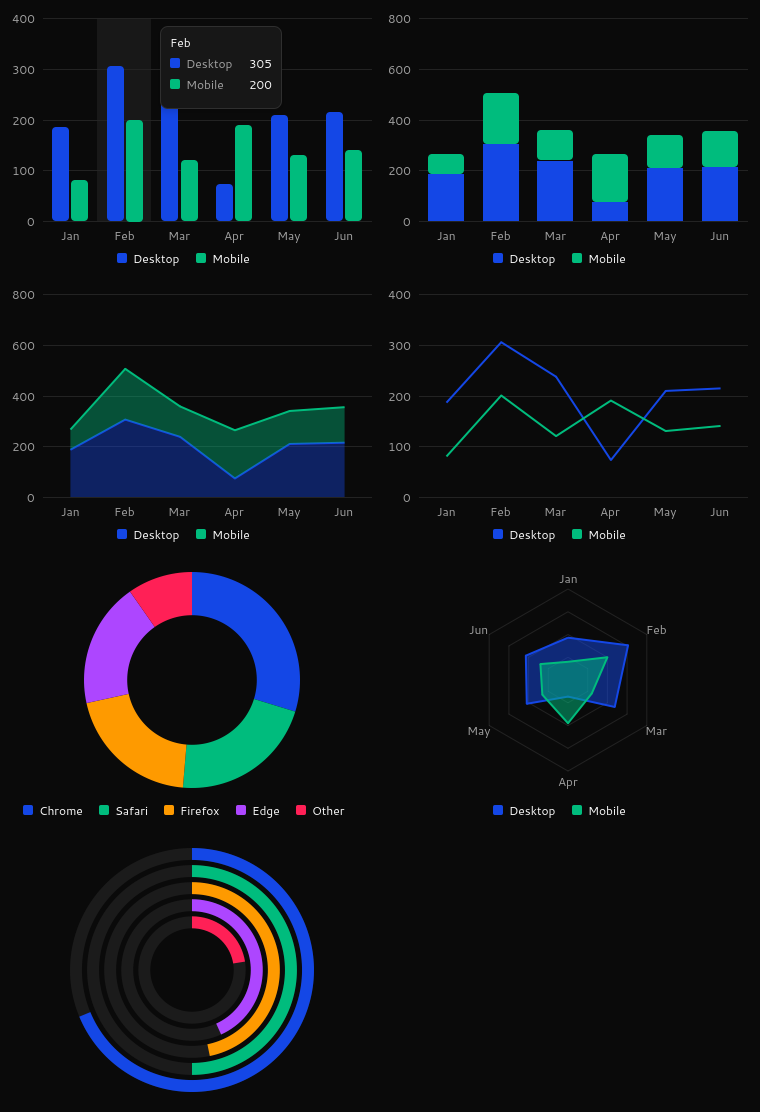 400
300
200
100
0
Feb
Desktop 305
Mobile 200
Jan Feb Mar Apr May Jun
Desktop Mobile
800
600
400
200
0
Jan Feb Mar Apr May Jun
Desktop Mobile
800
600
400
200
0
Jan Feb Mar Apr May Jun
Desktop Mobile
400
300
200
100
0
Jan Feb Mar Apr May Jun
Desktop Mobile
Chrome Safari Firefox Edge Other
Jan
Jun Feb
May Mar
Apr
Desktop Mobile